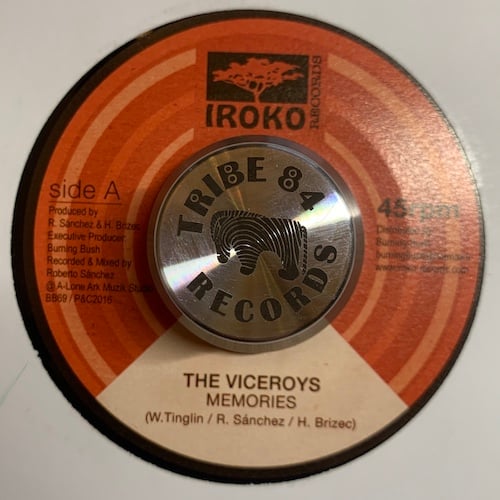 IROKO
RECORDS
side A
Produced by
R. Sánchez & H. Brizec
Executive Producer
Burning Bush
Recorded & Mixed by
Roberto Sánchez
@ A-Lone Ark Muzik Studio
BB69 / P&C2016
TRIBE 84
RECORDS
45rpm
THE VICEROYS
MEMORIES
(W.Tinglin / R. Sánchez / H. Brizec)